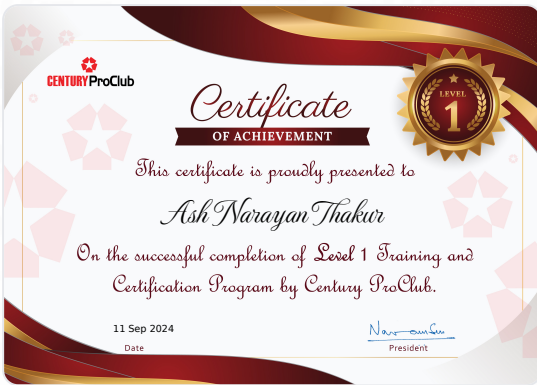 CENTURY ProClub
Certificate
OF ACHIEVEMENT
LEVEL
1
This certificate is proudly presented to
Ash Narayan Thakur
On the successful completion of Level 1 Training and
Certification Program by Century ProClub.
11 Sep 2024
Date
President